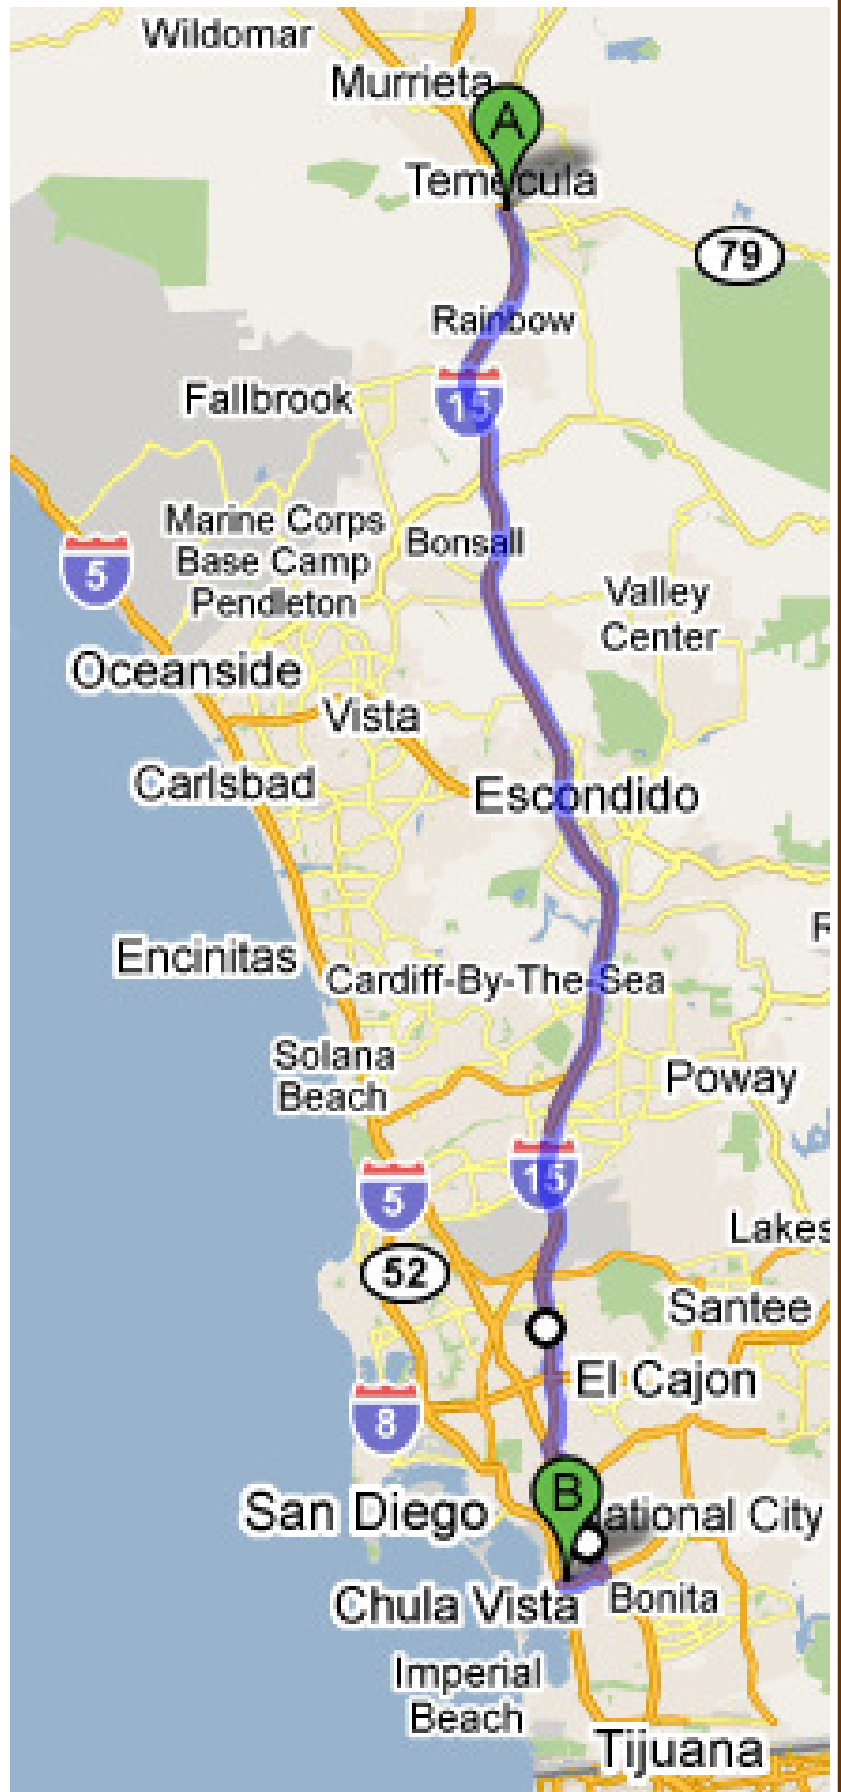 Wildomar
Murrieta
A
Temecula
79
Rainbow
15
Fallbrook
Marine Corps
Base Camp
Pendleton
Bonsall
5
Valley
Center
Oceanside
Vista
Carlsbad
Escondido
Encinitas
Cardiff-By-The-Sea
Solana
Beach
Poway
15
5
Lakes
52
Santee
El Cajon
8
B
San Diego
ational City
Chula Vista
Bonita
Imperial
Beach
Tijuana